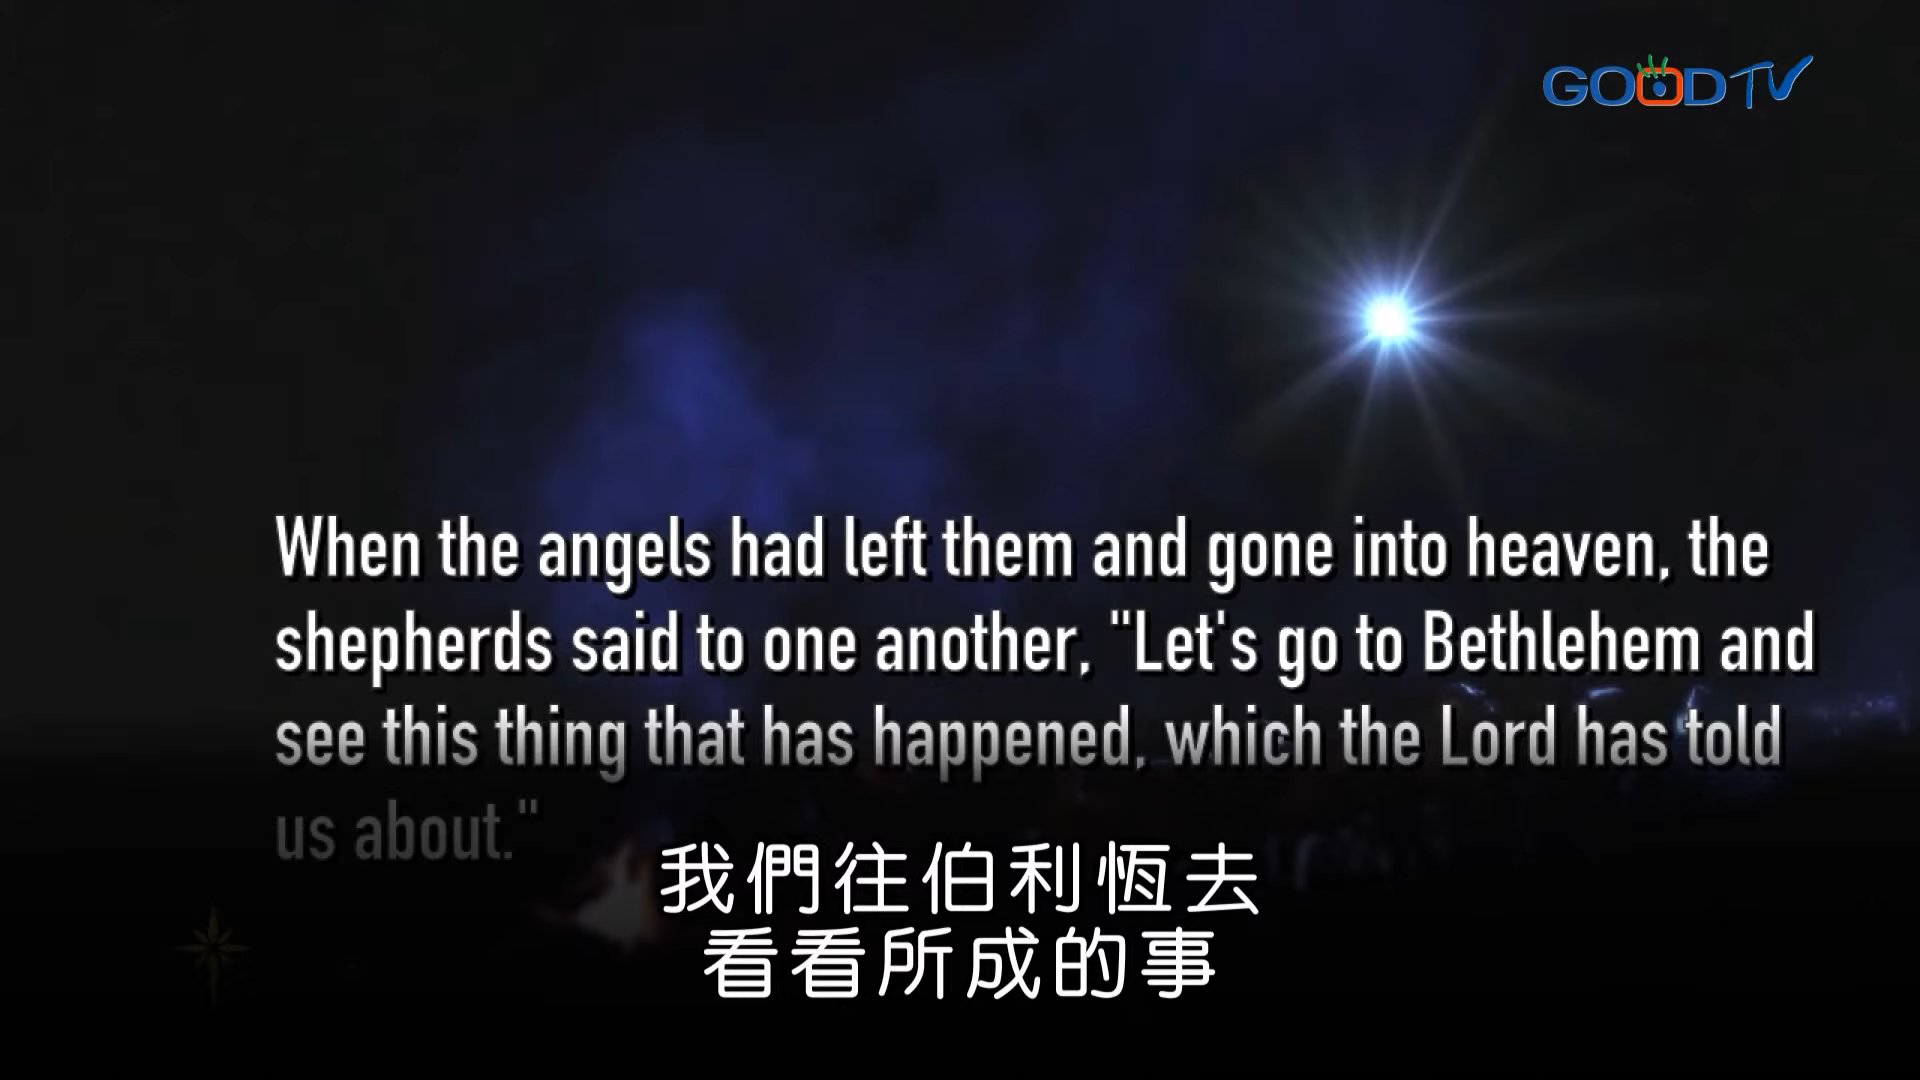 GOODTV
When the angels had left them and gone into heaven, the
shepherds said to one another, "Let's go to Bethlehem and
see this thing that has happened, which the Lord has told
us about."
我們往伯利恆去
看看所成的事